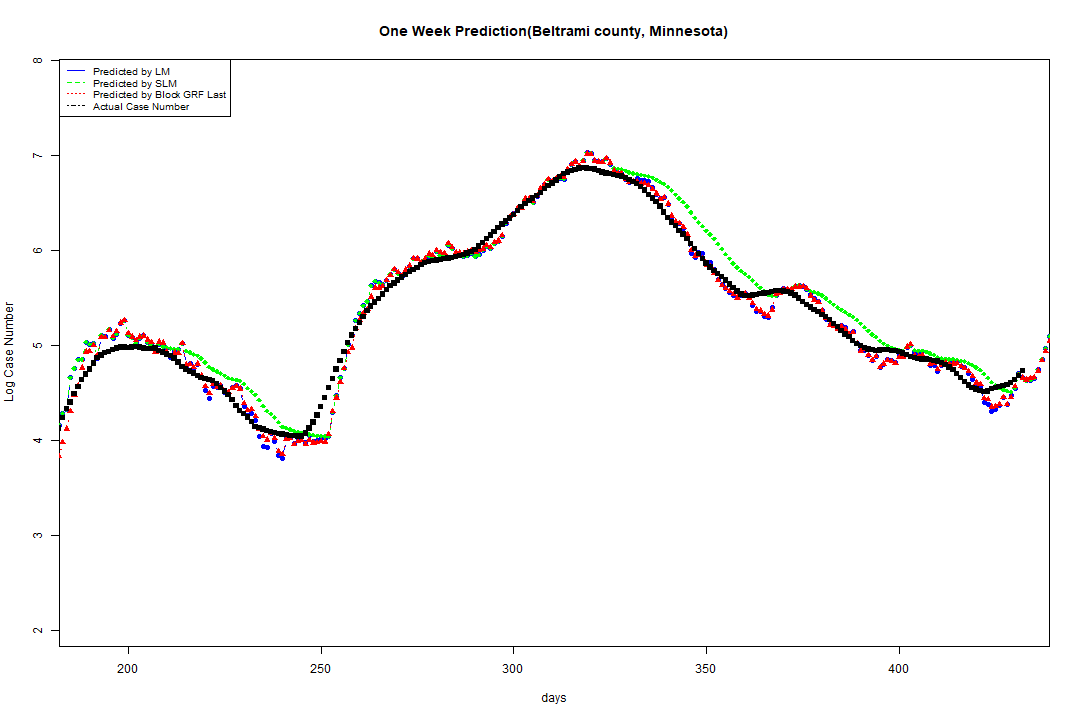 One Week Prediction(Beltrami county, Minnesota)
Predicted by LM
Predicted by SLM
Predicted by Block GRF Last
Actual Case Number
Log Case Number
8
7
6
5
4
3
2
200 250 300 350 400
days